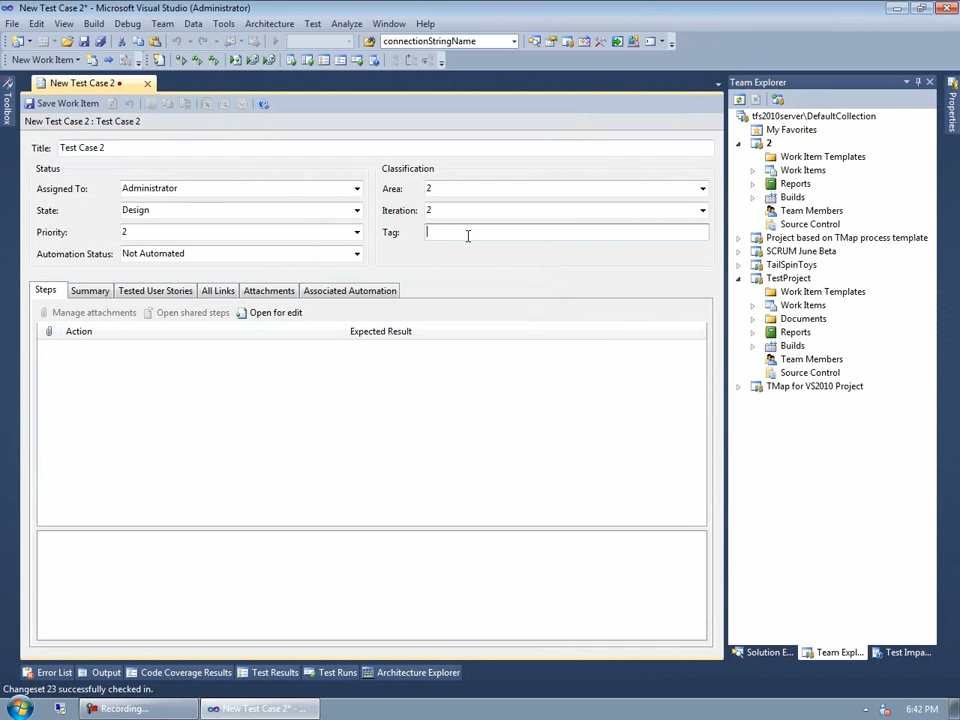 New Test Case 2* - Microsoft Visual Studio (Administrator)
File Edit View Build Debug Team Data Tools Architecture Test Analyze Window Help
connectionStringName
New Work Item
New Test Case 2
Team Explorer
Toolbox
Properties
Save Work Item
New Test Case 2 : Test Case 2
Title: Test Case 2
Status
Classification
Assigned To: Administrator
Area: 2
State: Design
Iteration: 2
Priority: 2
Tag:
Automation Status: Not Automated
Steps Summary Tested User Stories All Links Attachments Associated Automation
Manage attachments Open shared steps Open for edit
Action Expected Result
tfs2010server\DefaultCollection
My Favorites
2
Work Item Templates
Work Items
Reports
Builds
Team Members
Source Control
Project based on TMap process template
SCRUM June Beta
TailSpinToys
TestProject
Work Item Templates
Work Items
Documents
Reports
Builds
Team Members
Source Control
TMap for VS2010 Project
Solution E... Team Expl... Test Impa...
Error List Output Code Coverage Results Test Results Test Runs Architecture Explorer
Changeset 23 successfully checked in.
Recording... New Test Case 2* - ... 6:42 PM